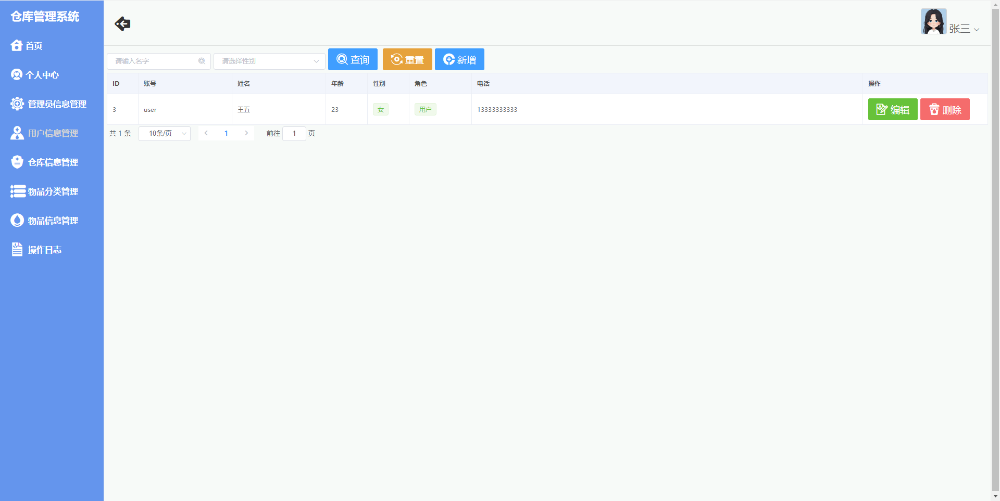 仓库管理系统
首页
个人中心
管理员信息管理
用户信息管理
仓库信息管理
物品分类管理
物品信息管理
操作日志
张三
请输入名字 请选择性别 查询 重置 新增
ID 账号 姓名 年龄 性别 角色 电话 操作
3 user 王五 23 女 用户 13333333333 编辑 删除
共 1 条 10条/页 1 前往 1 页